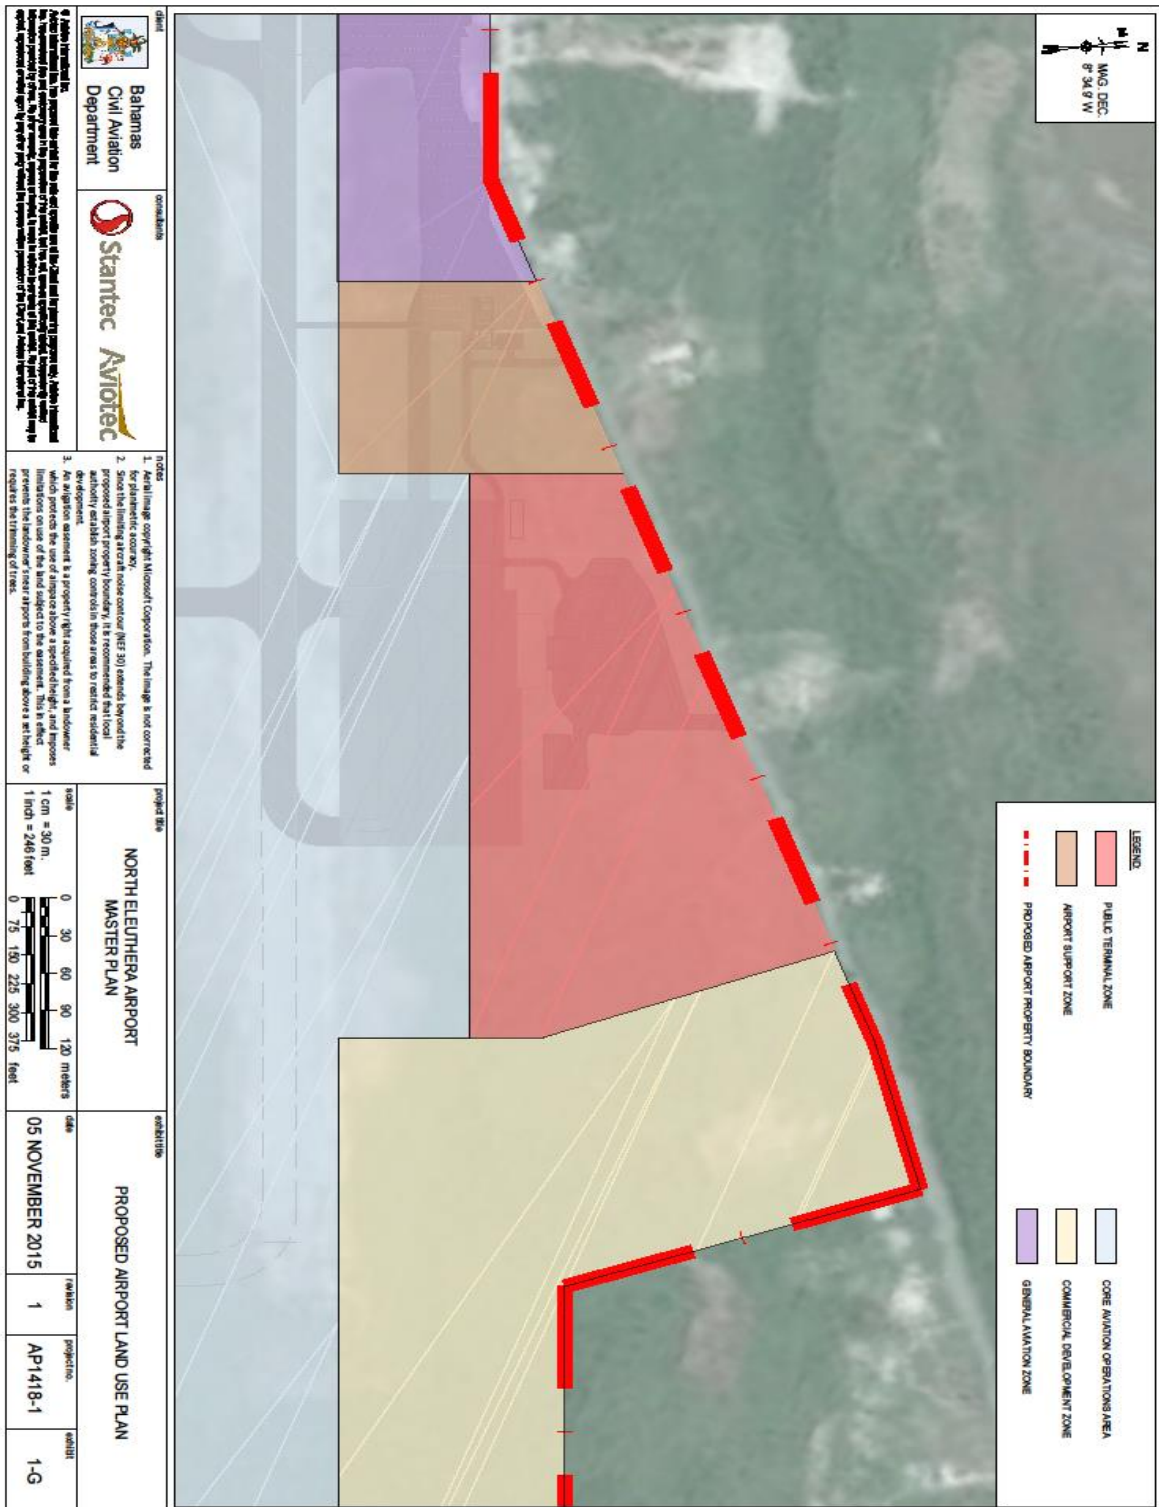 N
MAG. DEC.
8° 34.9' W
LEGEND:
PUBLIC TERMINAL ZONE
AIRPORT SUPPORT ZONE
PROPOSED AIRPORT PROPERTY BOUNDARY
CORE AVIATION OPERATIONS AREA
COMMERCIAL DEVELOPMENT ZONE
GENERAL AVIATION ZONE
client
Bahamas
Civil Aviation
Department
consultants
Stantec Aviotec
notes
1. Aerial image copyright Microsoft Corporation. The image is not corrected
for planimetric accuracy.
2. Since the limiting aircraft noise contour (NEF 30) extends beyond the
proposed airport property boundary, it is recommended that local
authority establish zoning controls in those areas to restrict residential
development.
3. An avigation easement is a property right acquired from a landowner
which protects the use of airspace above a specified height, and imposes
limitations on use of the land subject to the easement. This in effect
prevents the landowner's near airports from building above a set height or
requires the trimming of trees.
project title
NORTH ELEUTHERA AIRPORT
MASTER PLAN
scale
1 cm = 30 m.
1 inch = 246 feet
0 30 60 90 120 meters
0 75 150 225 300 375 feet
exhibit title
PROPOSED AIRPORT LAND USE PLAN
date
05 NOVEMBER 2015
revision
1
project no.
AP1418-1
exhibit
1-G